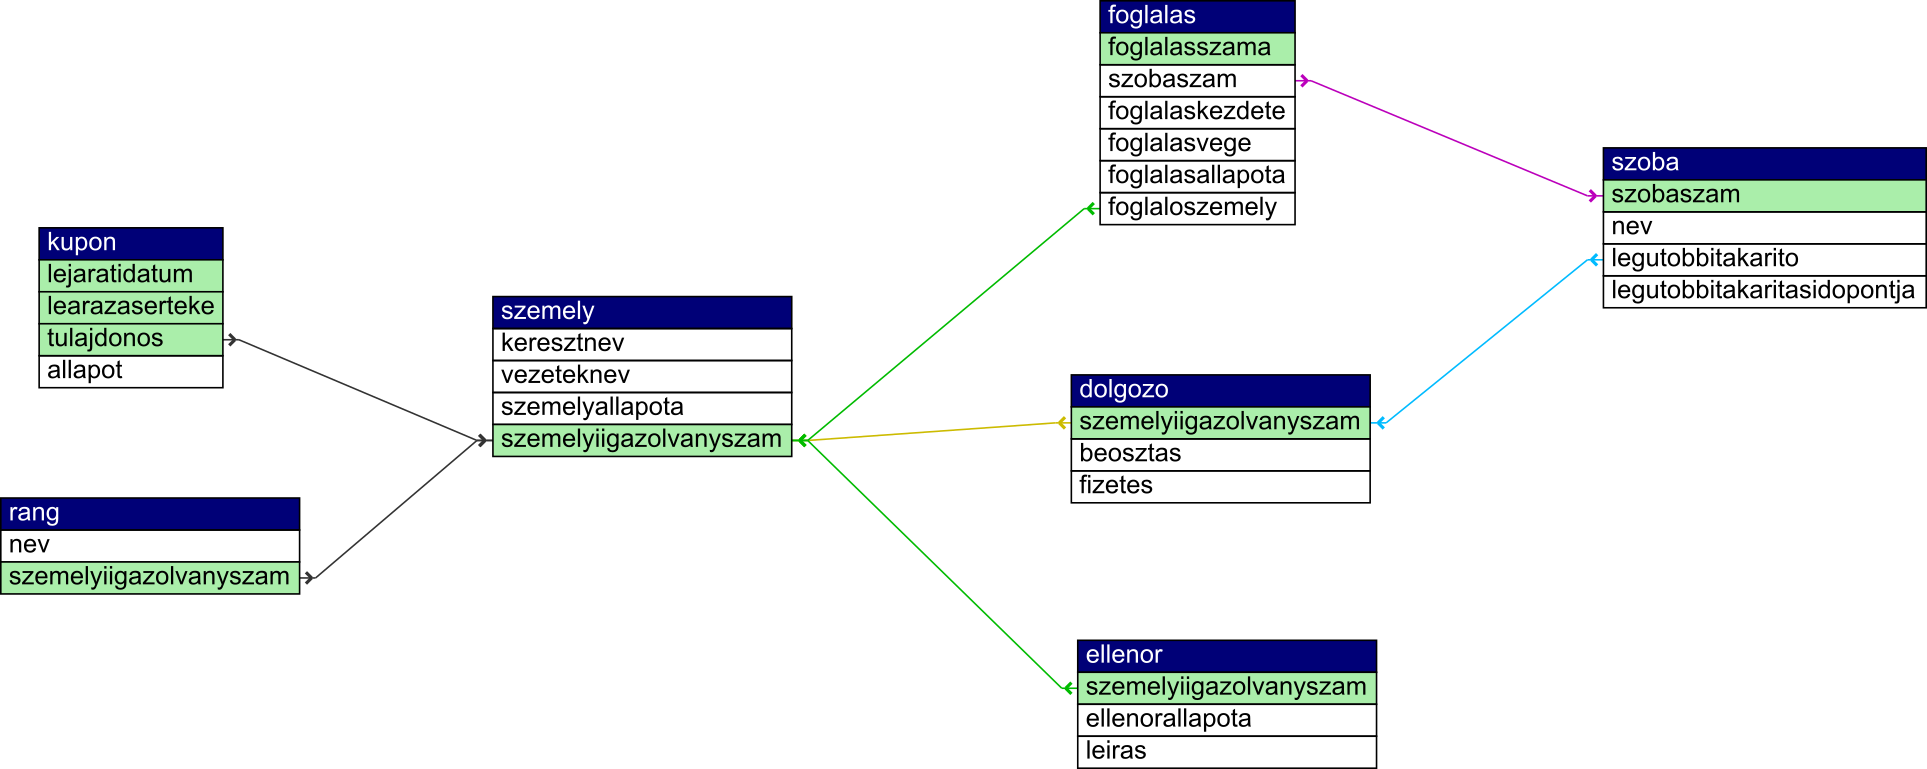 foglalas
foglalasszama
szobaszam
foglalaskezdete
foglalasvege
foglalasallapota
foglaloszemely
szoba
szobaszam
nev
legutobbitakarito
legutobbitakaritasidopontja
kupon
lejaratidatum
learazaserteke
tulajdonos
allapot
szemely
keresztnev
vezeteknev
szemelyallapota
szemelyiigazolvanyszam
dolgozo
szemelyiigazolvanyszam
beosztas
fizetes
rang
nev
szemelyiigazolvanyszam
ellenor
szemelyiigazolvanyszam
ellenorallapota
leiras